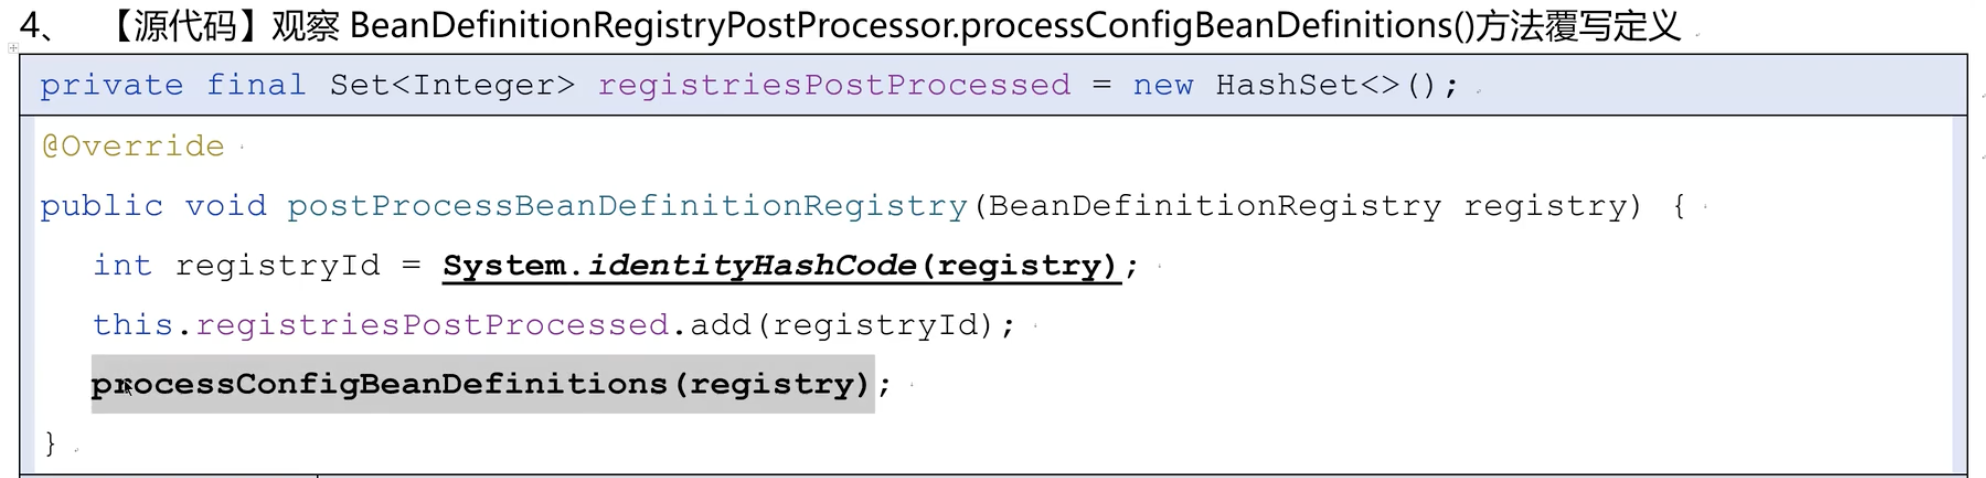 4、 【源代码】观察 BeanDefinitionRegistryPostProcessor.processConfigBeanDefinitions()方法覆写定义
private final Set<Integer> registriesPostProcessed = new HashSet<>();
@Override
public void postProcessBeanDefinitionRegistry(BeanDefinitionRegistry registry) {
int registryId = System.identityHashCode(registry);
this.registriesPostProcessed.add(registryId);
processConfigBeanDefinitions(registry);
}